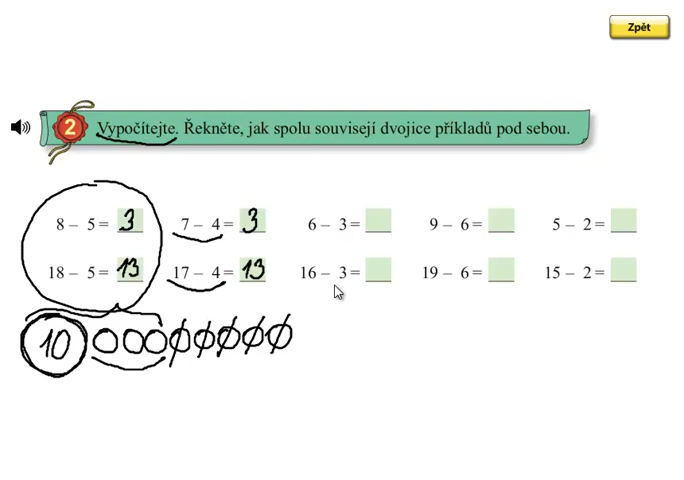 Zpět
2 Vypočítejte. Řekněte, jak spolu souvisejí dvojice příkladů pod sebou.
8 – 5 = 3 7 – 4 = 3 6 – 3 = 9 – 6 = 5 – 2 =
18 – 5 = 13 17 – 4 = 13 16 – 3 = 19 – 6 = 15 – 2 =
10